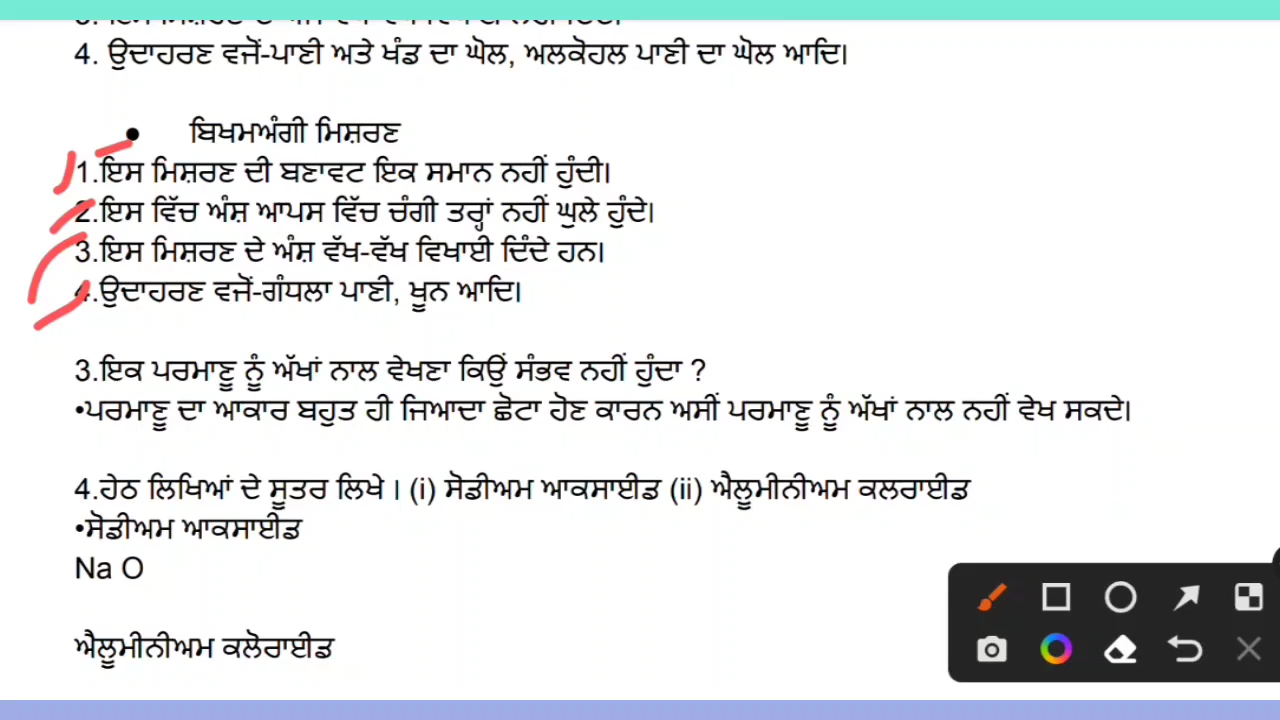 4. ਉਦਾਹਰਣ ਵਜੋਂ-ਪਾਣੀ ਅਤੇ ਖੰਡ ਦਾ ਘੋਲ, ਅਲਕੋਹਲ ਪਾਣੀ ਦਾ ਘੋਲ ਆਦਿ।
● ਬਿਖਮਅੰਗੀ ਮਿਸ਼ਰਣ
1.ਇਸ ਮਿਸ਼ਰਣ ਦੀ ਬਣਾਵਟ ਇਕ ਸਮਾਨ ਨਹੀਂ ਹੁੰਦੀ।
2.ਇਸ ਵਿੱਚ ਅੰਸ਼ ਆਪਸ ਵਿੱਚ ਚੰਗੀ ਤਰ੍ਹਾਂ ਨਹੀਂ ਘੁਲੇ ਹੁੰਦੇ।
3.ਇਸ ਮਿਸ਼ਰਣ ਦੇ ਅੰਸ਼ ਵੱਖ-ਵੱਖ ਵਿਖਾਈ ਦਿੰਦੇ ਹਨ।
4.ਉਦਾਹਰਣ ਵਜੋਂ-ਗੰਧਲਾ ਪਾਣੀ, ਖੂਨ ਆਦਿ।
3.ਇਕ ਪਰਮਾਣੂ ਨੂੰ ਅੱਖਾਂ ਨਾਲ ਵੇਖਣਾ ਕਿਉਂ ਸੰਭਵ ਨਹੀਂ ਹੁੰਦਾ ?
•ਪਰਮਾਣੂ ਦਾ ਆਕਾਰ ਬਹੁਤ ਹੀ ਜਿਆਦਾ ਛੋਟਾ ਹੋਣ ਕਾਰਨ ਅਸੀਂ ਪਰਮਾਣੂ ਨੂੰ ਅੱਖਾਂ ਨਾਲ ਨਹੀਂ ਵੇਖ ਸਕਦੇ।
4.ਹੇਠ ਲਿਖਿਆਂ ਦੇ ਸੂਤਰ ਲਿਖੇ । (i) ਸੋਡੀਅਮ ਆਕਸਾਈਡ (ii) ਐਲੂਮੀਨੀਅਮ ਕਲਰਾਈਡ
•ਸੋਡੀਅਮ ਆਕਸਾਈਡ
Na O
ਐਲੂਮੀਨੀਅਮ ਕਲੋਰਾਈਡ